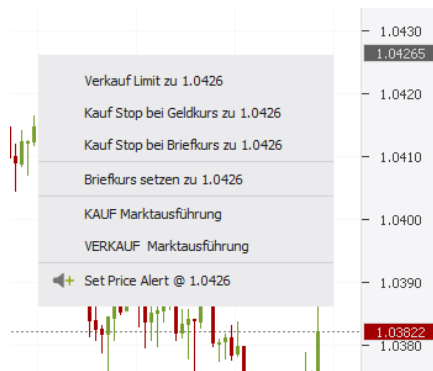 1.0430
1.04265
Verkauf Limit zu 1.0426
1.0420
Kauf Stop bei Geldkurs zu 1.0426
Kauf Stop bei Briefkurs zu 1.0426
1.0410
Briefkurs setzen zu 1.0426
KAUF Marktausführung
1.0400
VERKAUF  Marktausführung
Set Price Alert @ 1.0426
1.0390
1.03822
1.0380